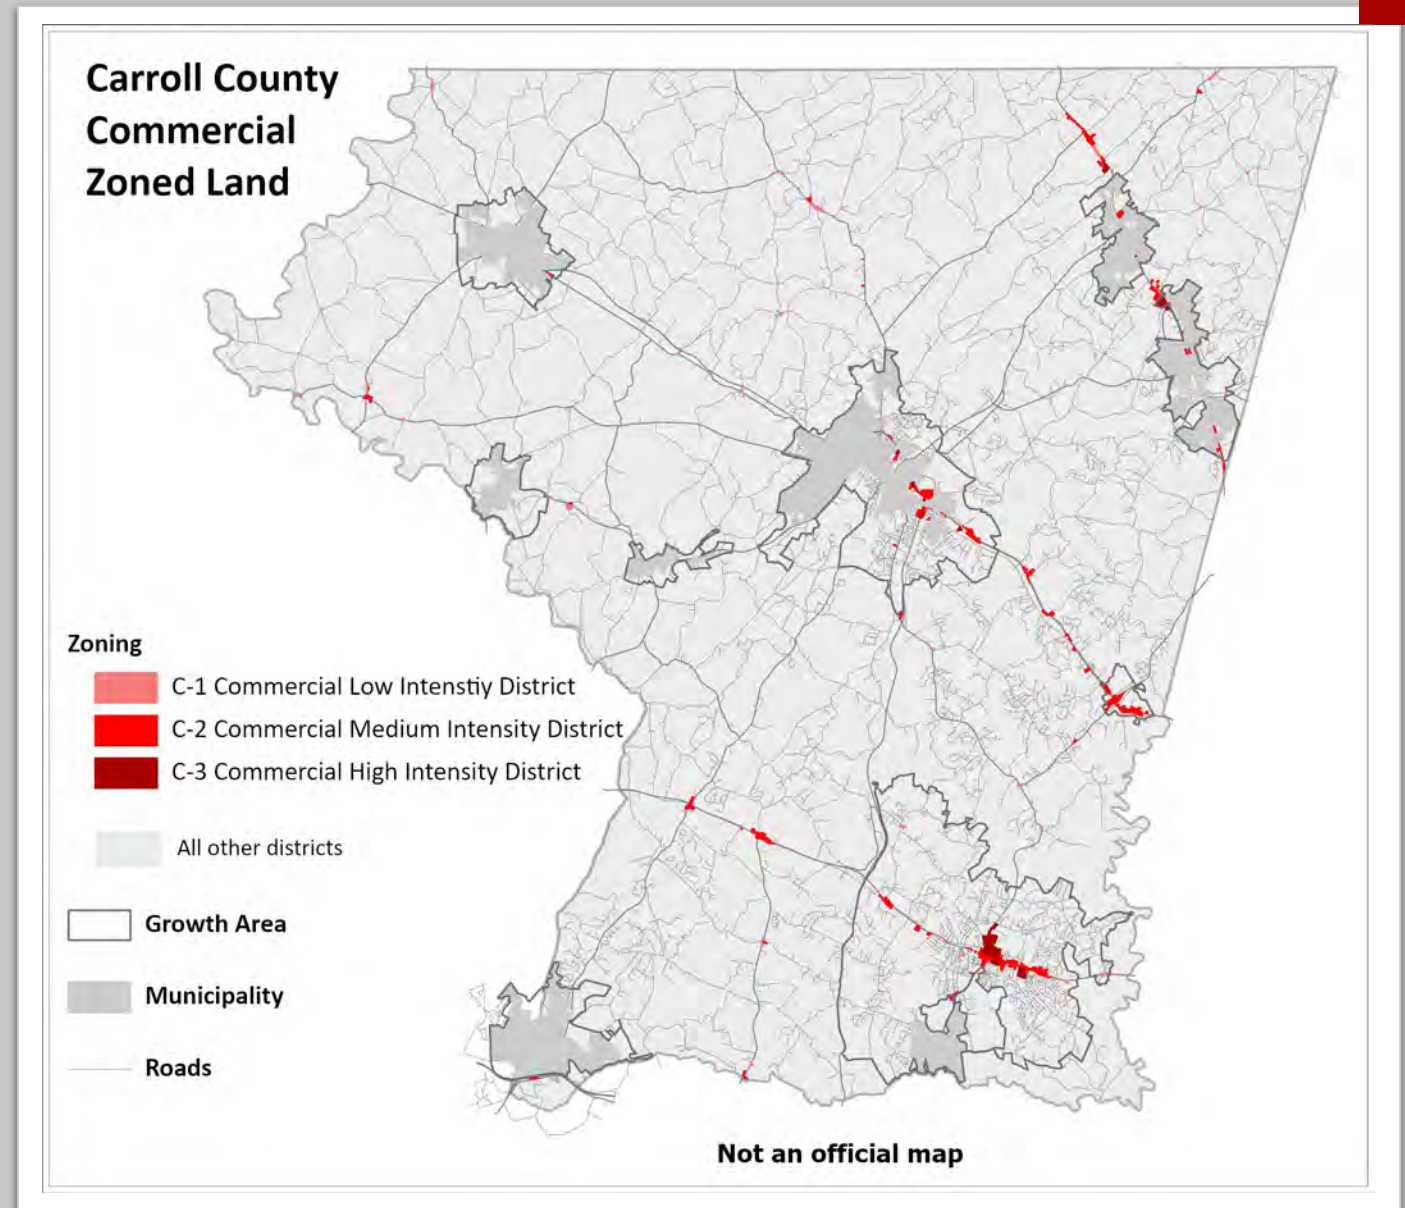 Carroll County
Commercial
Zoned Land
Zoning
C-1 Commercial Low Intenstiy District
C-2 Commercial Medium Intensity District
C-3 Commercial High Intensity District
All other districts
Growth Area
Municipality
Roads
Not an official map